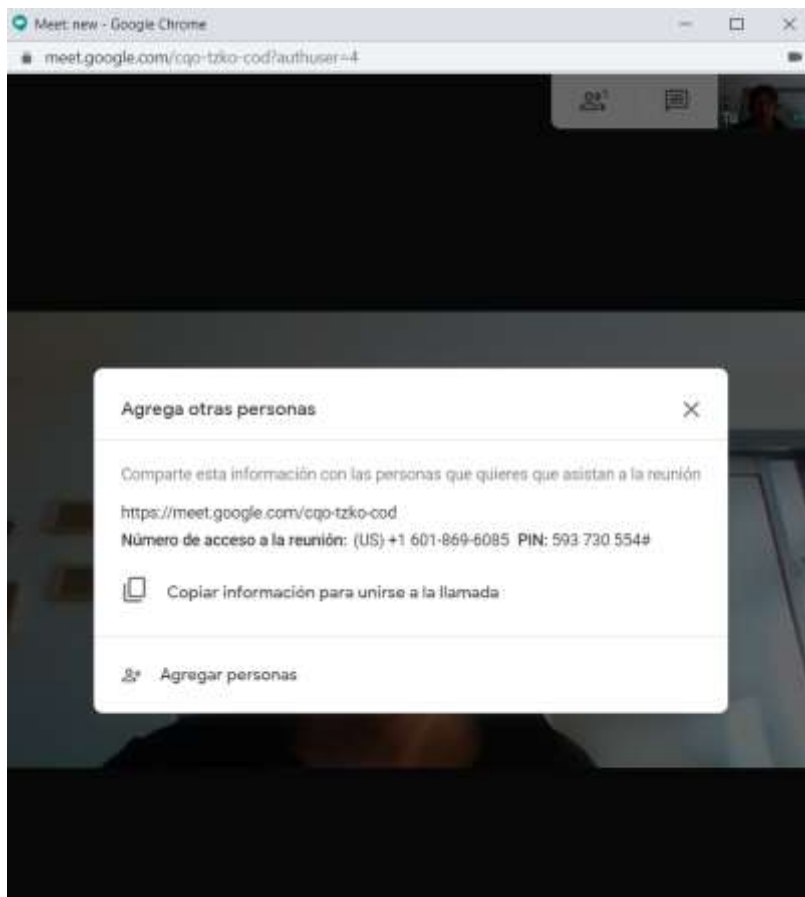 Meet: new - Google Chrome
meet.google.com/cqo-tzko-cod?authuser=4
Agrega otras personas
Comparte esta información con las personas que quieres que asistan a la reunión
https://meet.google.com/cqo-tzko-cod
Número de acceso a la reunión: (US) +1 601-869-6085 PIN: 593 730 554#
Copiar información para unirse a la llamada
Agregar personas